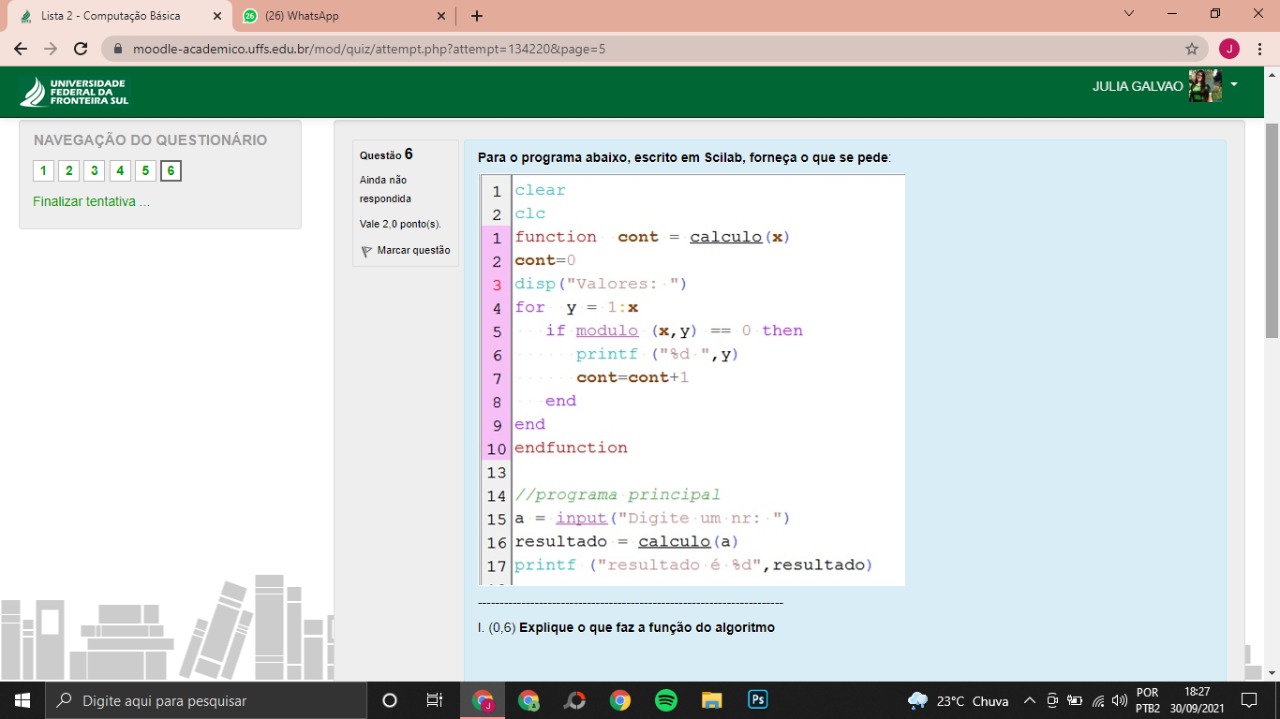 Lista 2 - Computação Básica
(26) WhatsApp
moodle-academico.uffs.edu.br/mod/quiz/attempt.php?attempt=134220&page=5
J
UNIVERSIDADE
FEDERAL DA
FRONTEIRA SUL
JULIA GALVAO
NAVEGAÇÃO DO QUESTIONÁRIO
1 2 3 4 5 6
Finalizar tentativa ...
Questão 6
Ainda não
respondida
Vale 2,0 ponto(s).
Marcar questão
Para o programa abaixo, escrito em Scilab, forneça o que se pede:
1 clear
2 clc
1 function cont = calculo(x)
2 cont=0
3 disp("Valores: ")
4 for y = 1:x
5 if modulo (x,y) == 0 then
6 printf ("%d ",y)
7 cont=cont+1
8 end
9 end
10 endfunction
13
14 //programa principal
15 a = input("Digite um nr: ")
16 resultado = calculo(a)
17 printf ("resultado é %d",resultado)
--------------------------------------------------------------------------
I. (0,6) Explique o que faz a função do algoritmo
Digite aqui para pesquisar
J
Ps
23°C Chuva
POR
PTB2
18:27
30/09/2021